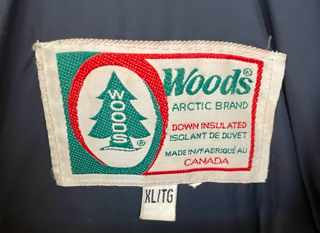 WOODS
®
Woods®
ARCTIC BRAND
DOWN INSULATED
ISOLANT DE DUVET
MADE IN/FABRIQUÉ AU
CANADA
XL/TG